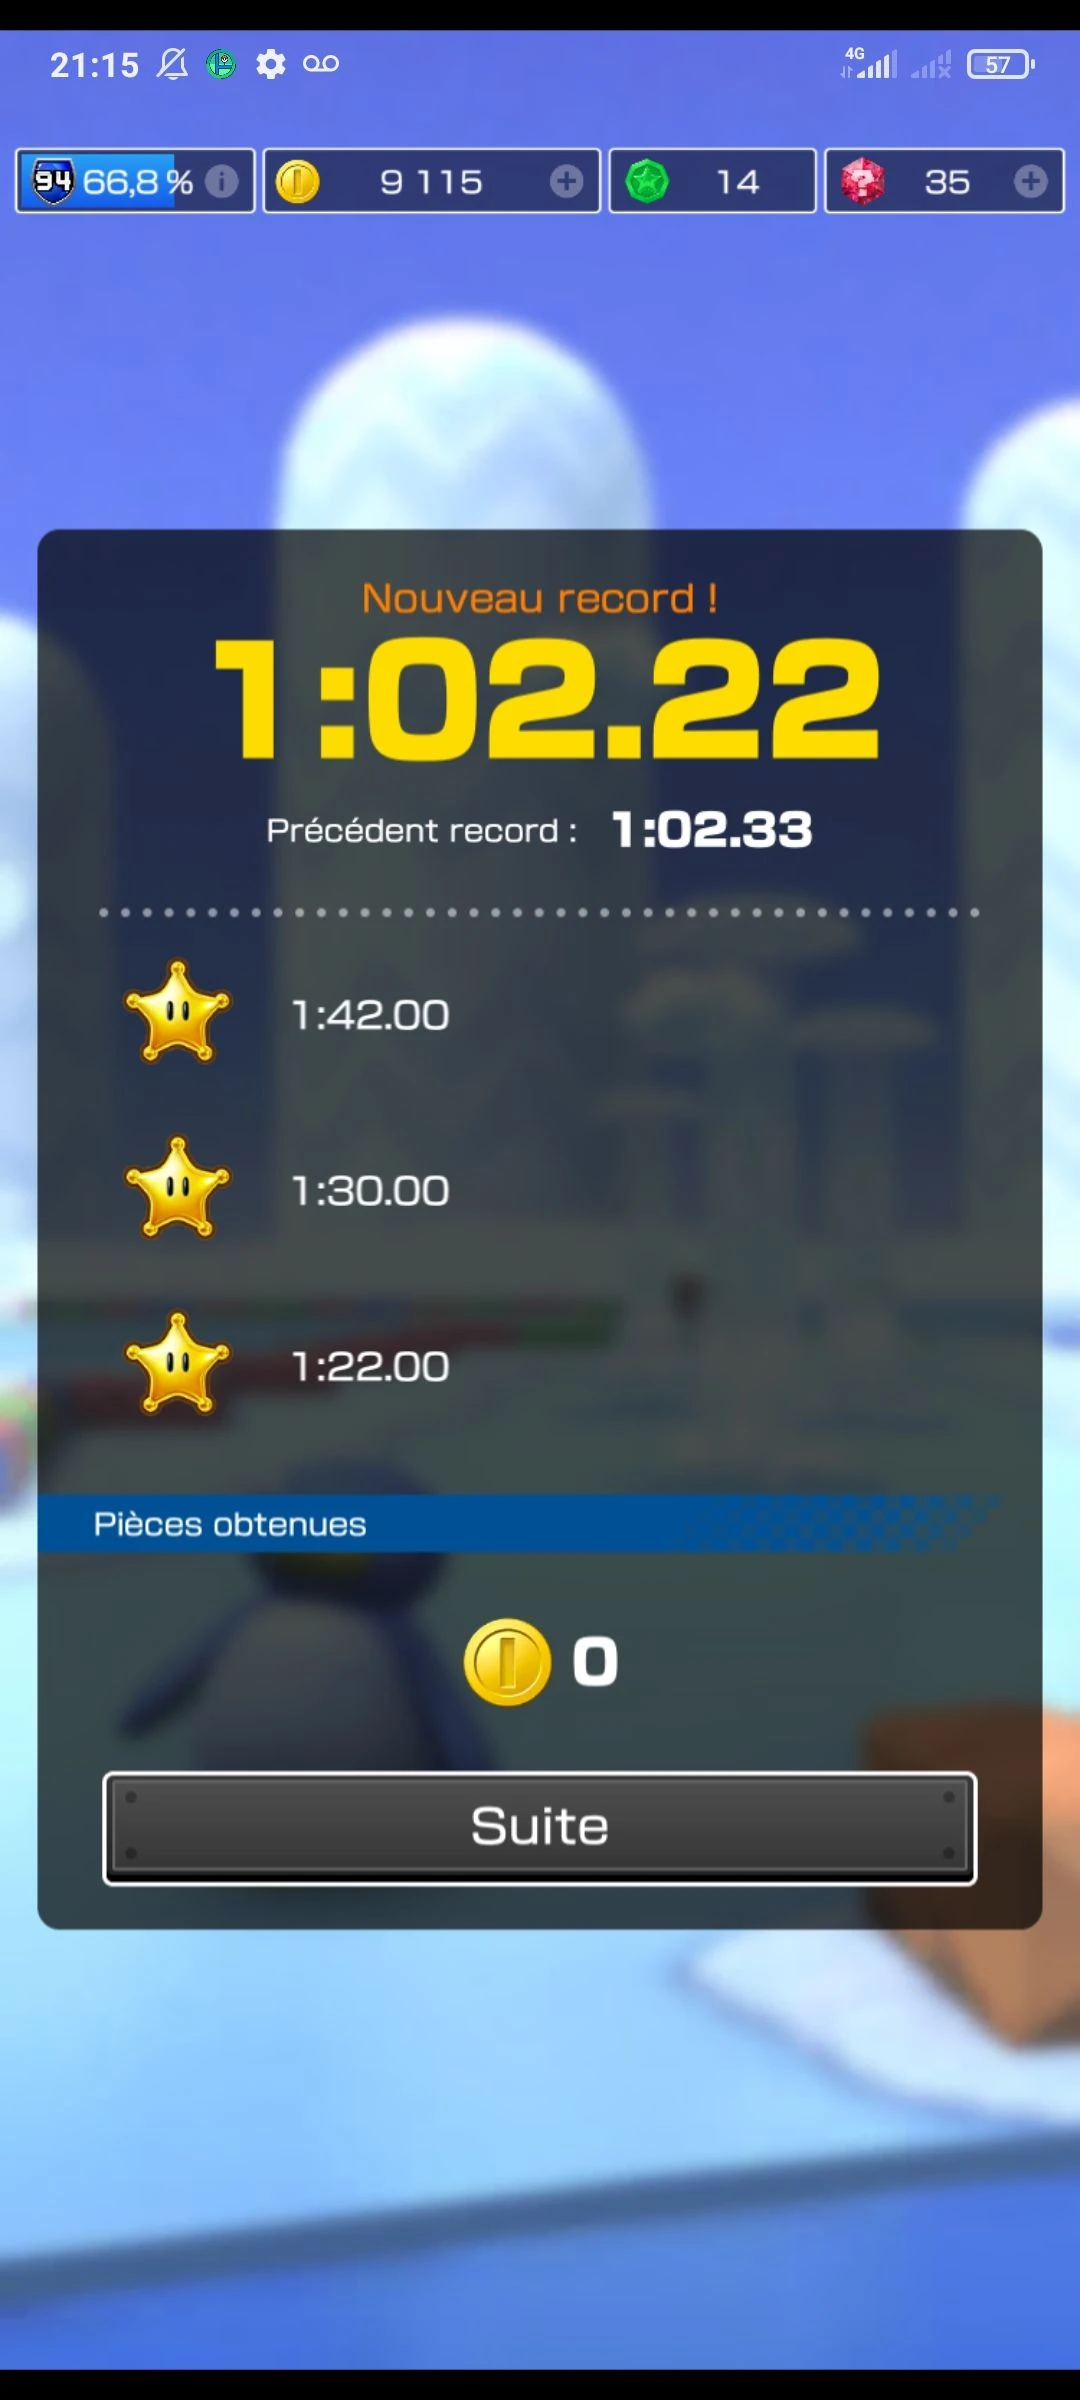 21:15 4G 57
94 66,8 % 9 115 14 35
Nouveau record !
1:02.22
Précédent record : 1:02.33
1:42.00
1:30.00
1:22.00
Pièces obtenues
0
Suite